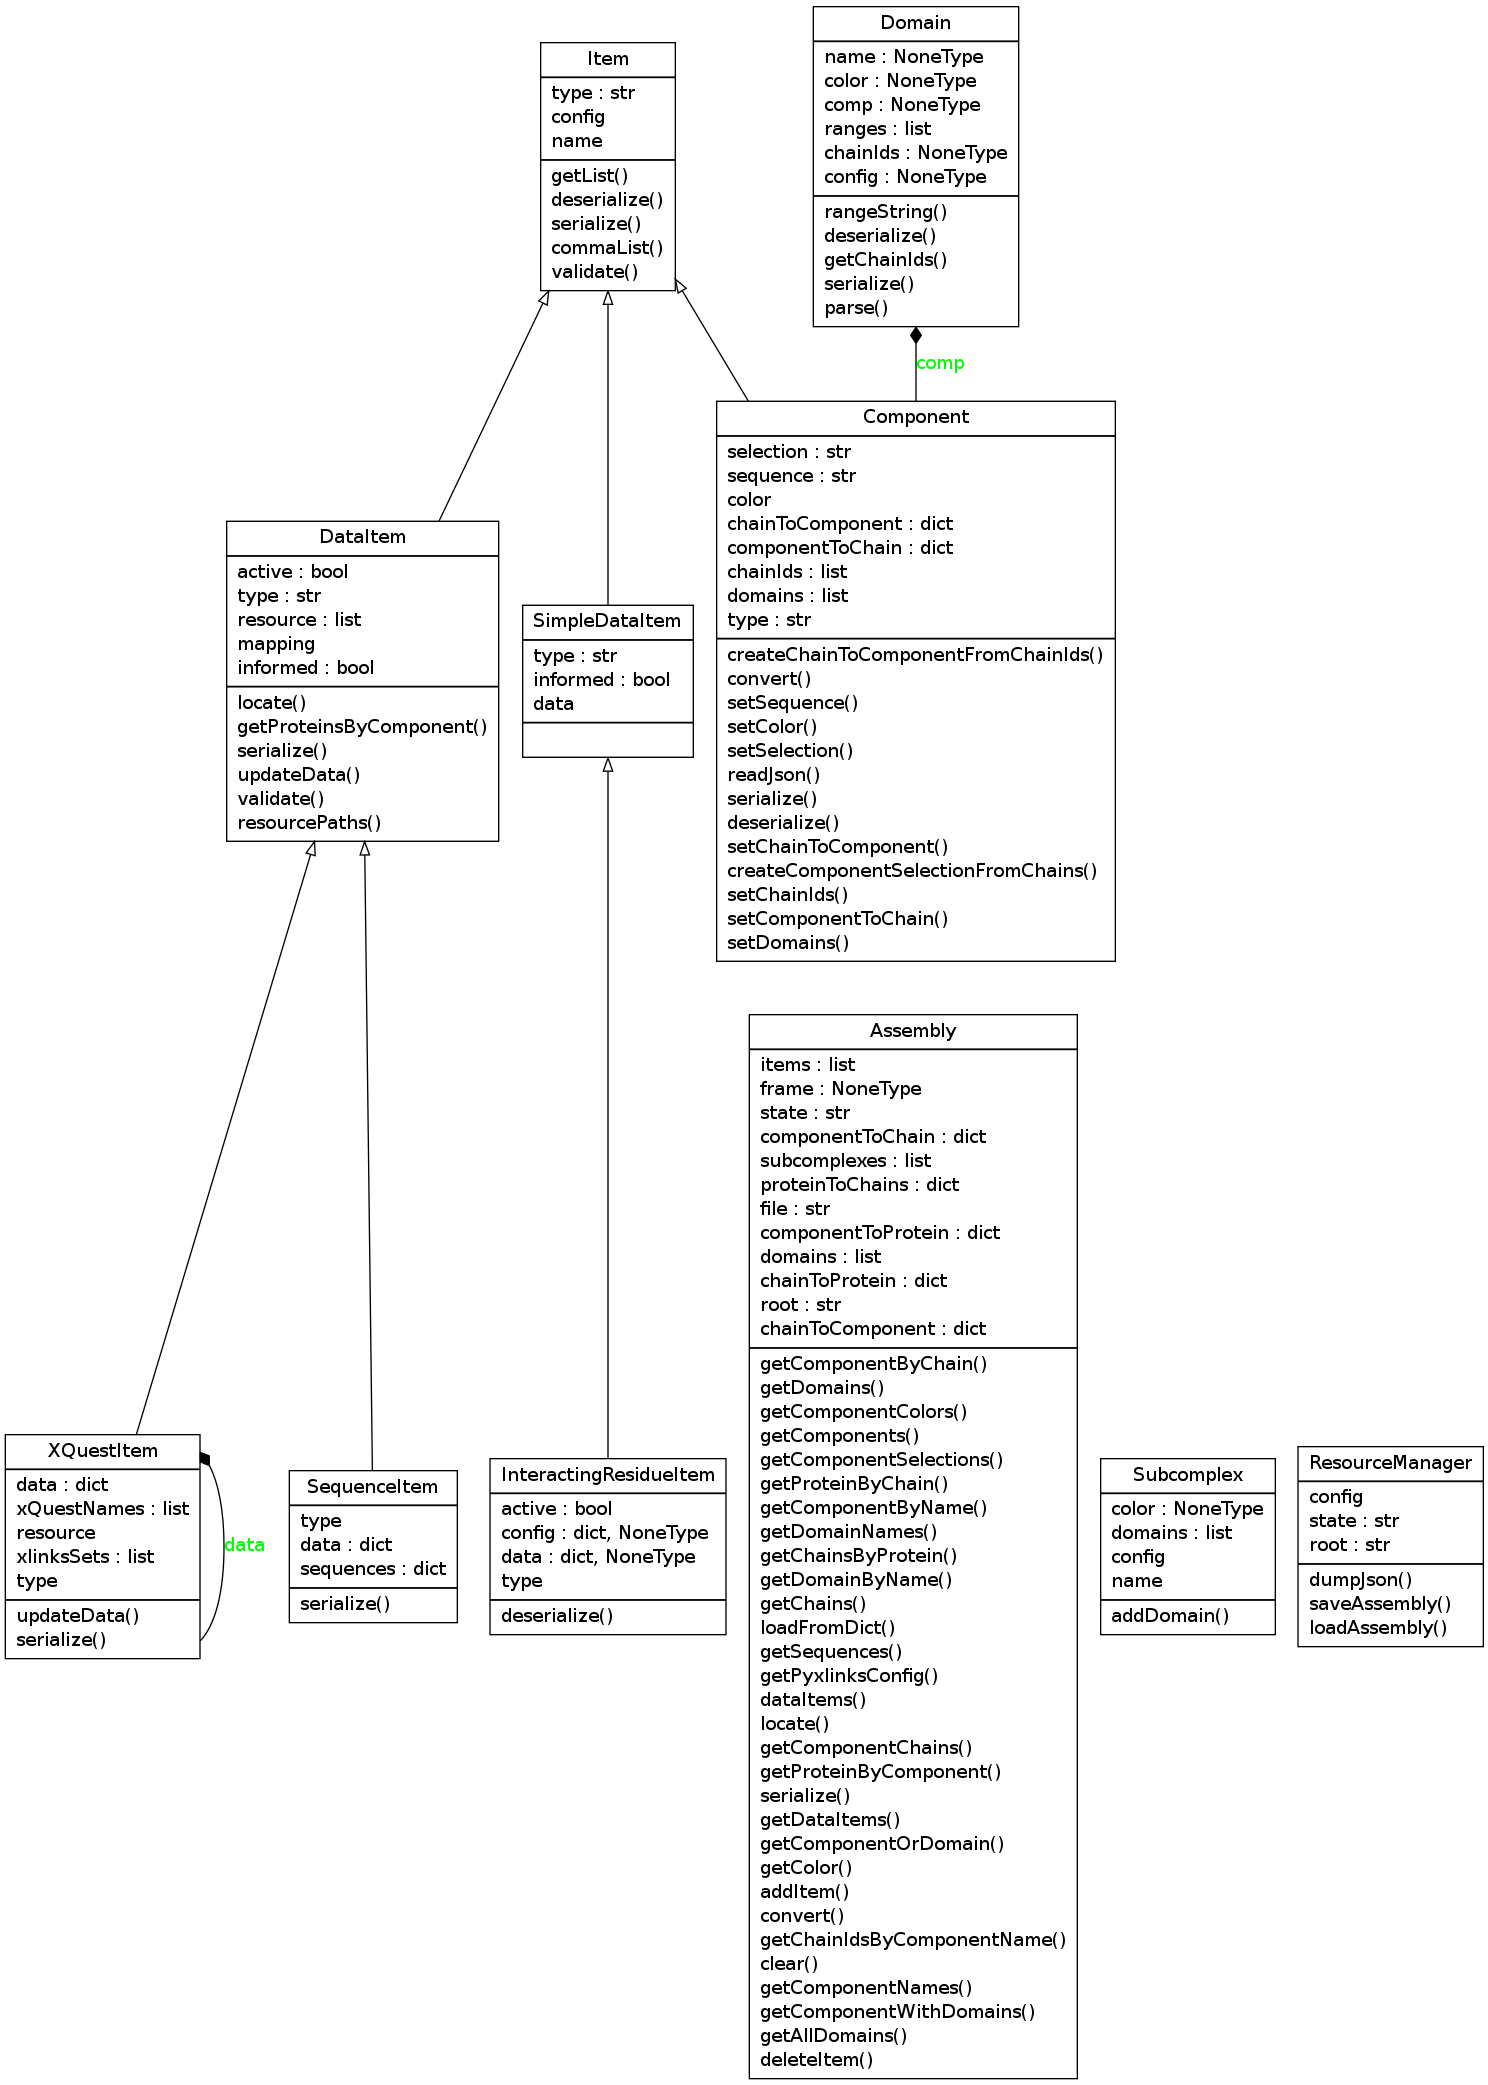 Domain
name : NoneType
color : NoneType
comp : NoneType
ranges : list
chainIds : NoneType
config : NoneType
rangeString()
deserialize()
getChainIds()
serialize()
parse()
Item
type : str
config
name
getList()
deserialize()
serialize()
commaList()
validate()
comp
Component
selection : str
sequence : str
color
chainToComponent : dict
componentToChain : dict
chainIds : list
domains : list
type : str
createChainToComponentFromChainIds()
convert()
setSequence()
setColor()
setSelection()
readJson()
serialize()
deserialize()
setChainToComponent()
createComponentSelectionFromChains()
setChainIds()
setComponentToChain()
setDomains()
DataItem
active : bool
type : str
resource : list
mapping
informed : bool
locate()
getProteinsByComponent()
serialize()
updateData()
validate()
resourcePaths()
SimpleDataItem
type : str
informed : bool
data
Assembly
items : list
frame : NoneType
state : str
componentToChain : dict
subcomplexes : list
proteinToChains : dict
file : str
componentToProtein : dict
domains : list
chainToProtein : dict
root : str
chainToComponent : dict
getComponentByChain()
getDomains()
getComponentColors()
getComponents()
getComponentSelections()
getProteinByChain()
getComponentByName()
getDomainNames()
getChainsByProtein()
getDomainByName()
getChains()
loadFromDict()
getSequences()
getPyxlinksConfig()
dataItems()
locate()
getComponentChains()
getProteinByComponent()
serialize()
getDataItems()
getComponentOrDomain()
getColor()
addItem()
convert()
getChainIdsByComponentName()
clear()
getComponentNames()
getComponentWithDomains()
getAllDomains()
deleteItem()
XQuestItem
data : dict
xQuestNames : list
resource
xlinksSets : list
type
updateData()
serialize()
data
SequenceItem
type
data : dict
sequences : dict
serialize()
InteractingResidueItem
active : bool
config : dict, NoneType
data : dict, NoneType
type
deserialize()
Subcomplex
color : NoneType
domains : list
config
name
addDomain()
ResourceManager
config
state : str
root : str
dumpJson()
saveAssembly()
loadAssembly()